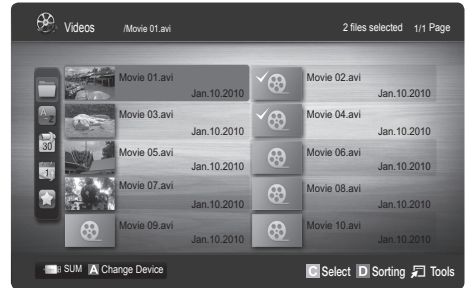 Videos /Movie 01.avi 2 files selected 1/1 Page
Movie 01.avi Movie 02.avi
Jan.10.2010 Jan.10.2010
Movie 03.avi Movie 04.avi
Jan.10.2010 Jan.10.2010
Movie 05.avi Movie 06.avi
Jan.10.2010 Jan.10.2010
Movie 07.avi Movie 08.avi
Jan.10.2010 Jan.10.2010
Movie 09.avi Movie 10.avi
Jan.10.2010 Jan.10.2010
SUM A Change Device C Select D Sorting Tools